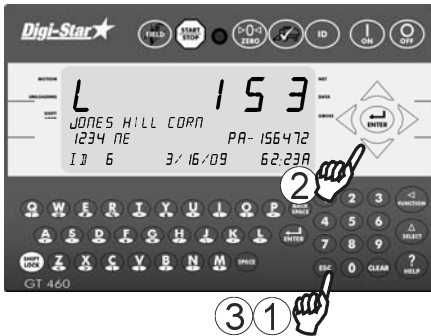 Digi-Star
FIELD START STOP >0< ZERO ID ON OFF
MOTION NET
UNLOADING DATA
SHIFT LOCK GROSS
L 153
JONES HILL CORN
1234 NE PA-156472
ID 6 3/16/09 62:23A
ENTER
2
2 3 FUNCTION
Q W E R T Y U I O P BACK SPACE
4 5 6 SELECT
A S D F G H J K L ENTER
7 8 9
SHIFT LOCK Z X C V B N M SPACE
ESC 0 CLEAR ? HELP
GT 460
3 1